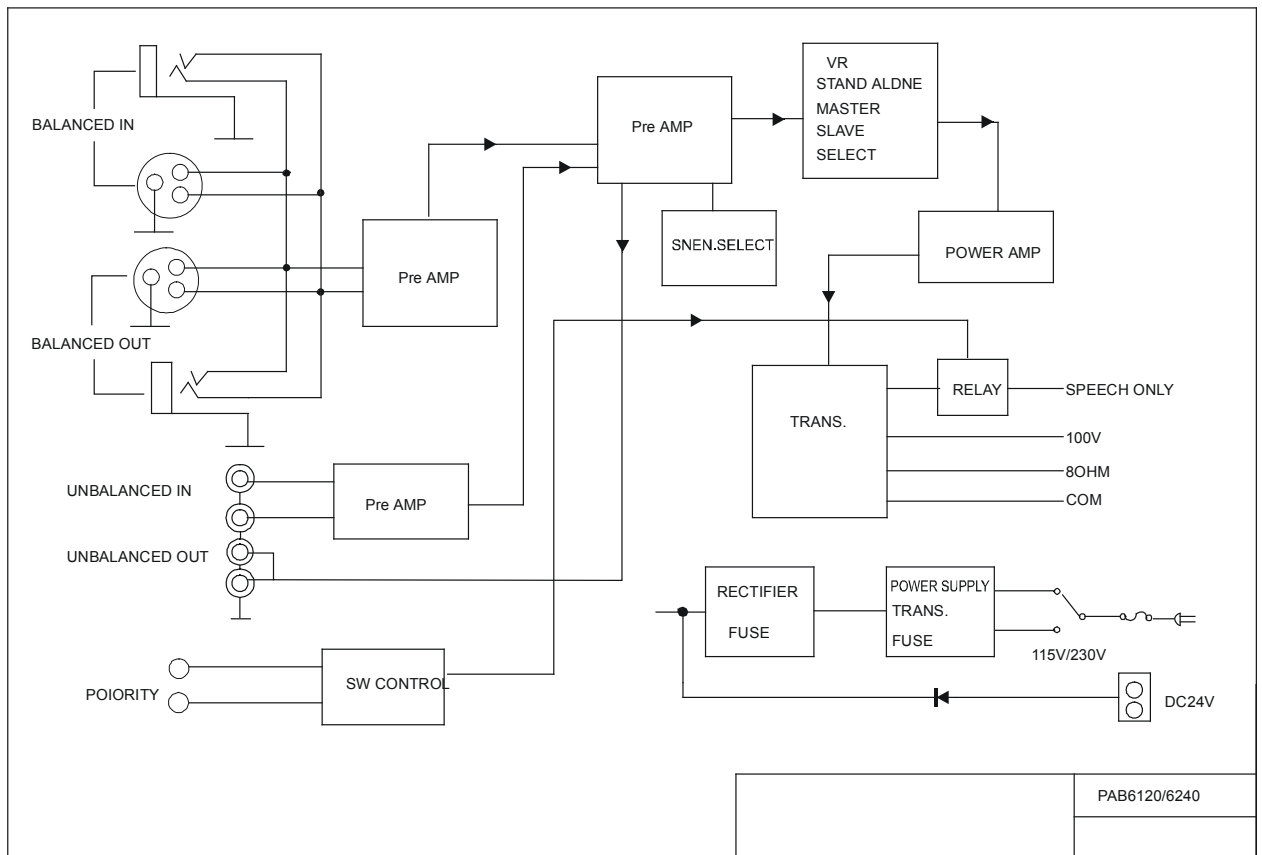 BALANCED IN
BALANCED OUT
UNBALANCED IN
UNBALANCED OUT
POIORITY
Pre AMP
Pre AMP
SW CONTROL
Pre AMP
SNEN.SELECT
VR
STAND ALDNE
MASTER
SLAVE
SELECT
POWER AMP
TRANS.
RELAY
SPEECH ONLY
100V
8OHM
COM
RECTIFIER
FUSE
POWER SUPPLY
TRANS.
FUSE
115V/230V
DC24V
PAB6120/6240